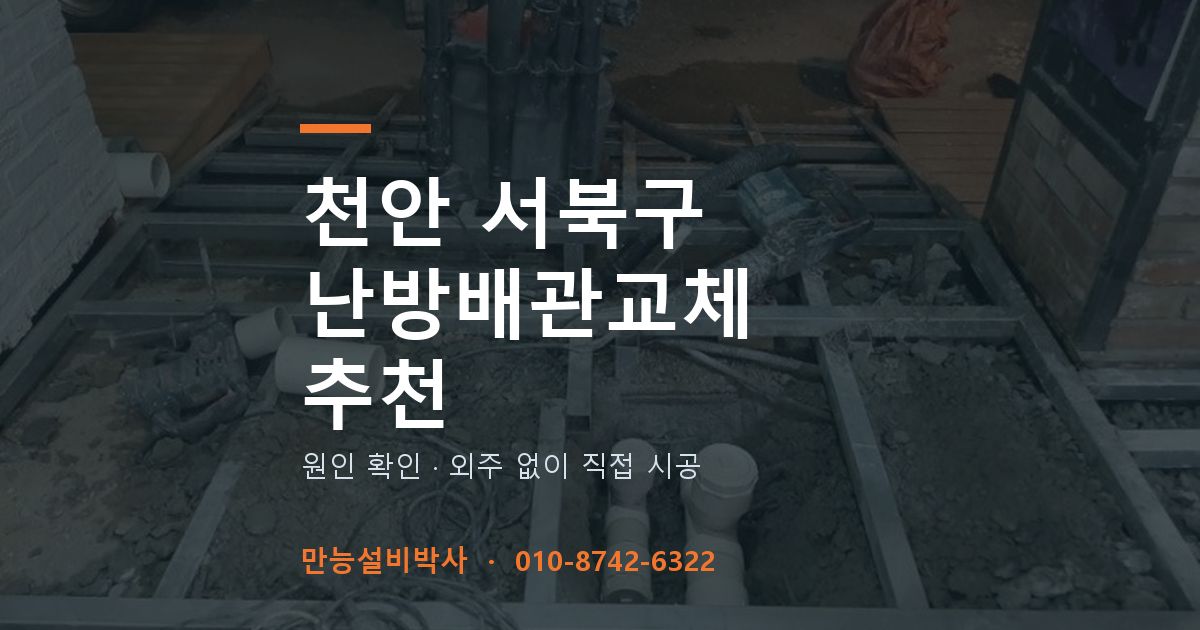 천안 서북구
난방배관교체
추천
원인 확인 · 외주 없이 직접 시공
만능설비박사 · 010-8742-6322